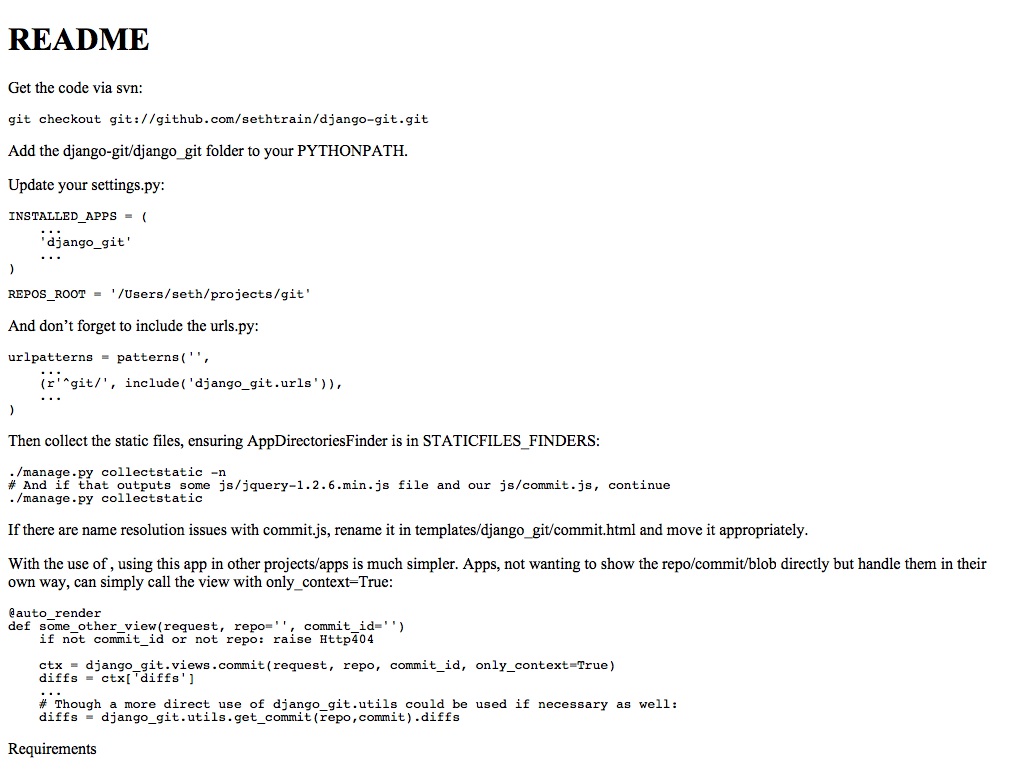 README
Get the code via svn:
git checkout git://github.com/sethtrain/django-git.git
Add the django-git/django_git folder to your PYTHONPATH.
Update your settings.py:
INSTALLED_APPS = (
    ...
    'django_git'
    ...
)
REPOS_ROOT = '/Users/seth/projects/git'
And don’t forget to include the urls.py:
urlpatterns = patterns('',
    ...
    (r'^git/', include('django_git.urls')),
    ...
)
Then collect the static files, ensuring AppDirectoriesFinder is in STATICFILES_FINDERS:
./manage.py collectstatic -n
# And if that outputs some js/jquery-1.2.6.min.js file and our js/commit.js, continue
./manage.py collectstatic
If there are name resolution issues with commit.js, rename it in templates/django_git/commit.html and move it appropriately.
With the use of , using this app in other projects/apps is much simpler. Apps, not wanting to show the repo/commit/blob directly but handle them in their
own way, can simply call the view with only_context=True:
@auto_render
def some_other_view(request, repo='', commit_id='')
    if not commit_id or not repo: raise Http404
    ctx = django_git.views.commit(request, repo, commit_id, only_context=True)
    diffs = ctx['diffs']
    ...
    # Though a more direct use of django_git.utils could be used if necessary as well:
    diffs = django_git.utils.get_commit(repo,commit).diffs
Requirements